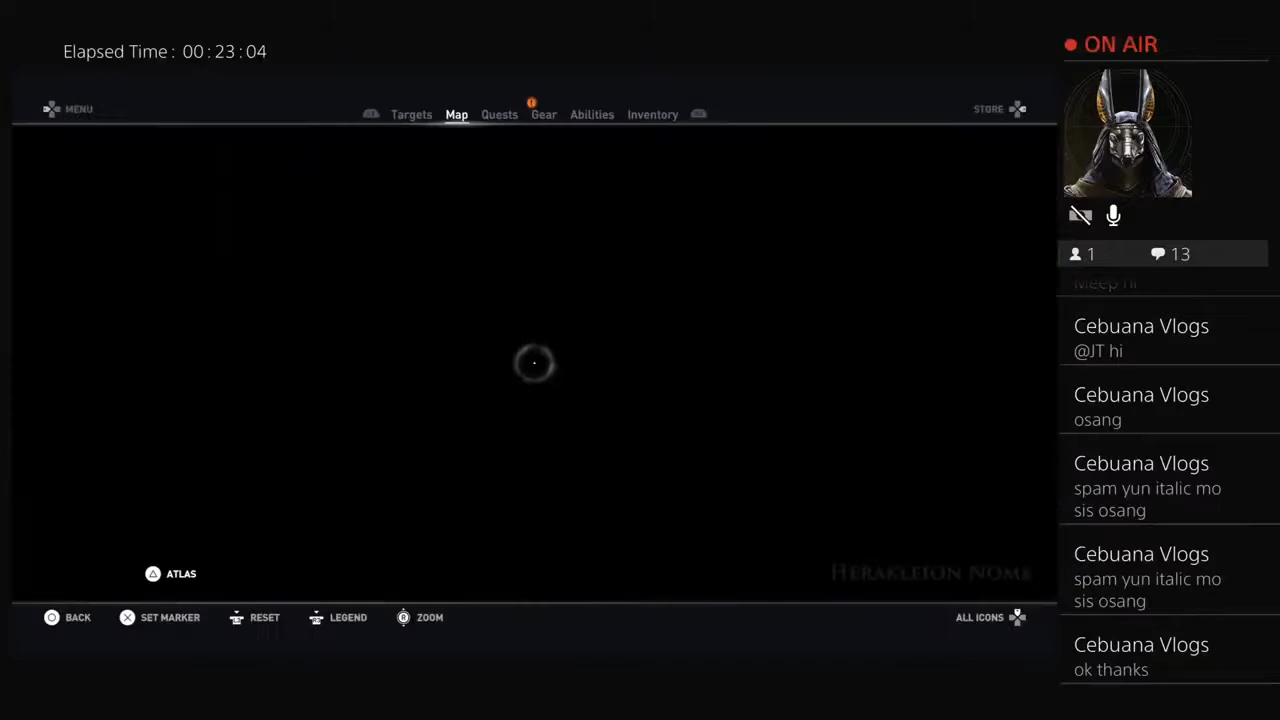 Elapsed Time: 00:23:04
ON AIR
MENU
Targets Map Quests Gear Abilities Inventory
STORE
1 13
Meep hi
Cebuana Vlogs
@JT hi
Cebuana Vlogs
osang
Cebuana Vlogs
spam yun italic mo
sis osang
Cebuana Vlogs
spam yun italic mo
sis osang
Cebuana Vlogs
ok thanks
ATLAS
HERAKLEION NOME
BACK SET MARKER RESET LEGEND R ZOOM
ALL ICONS